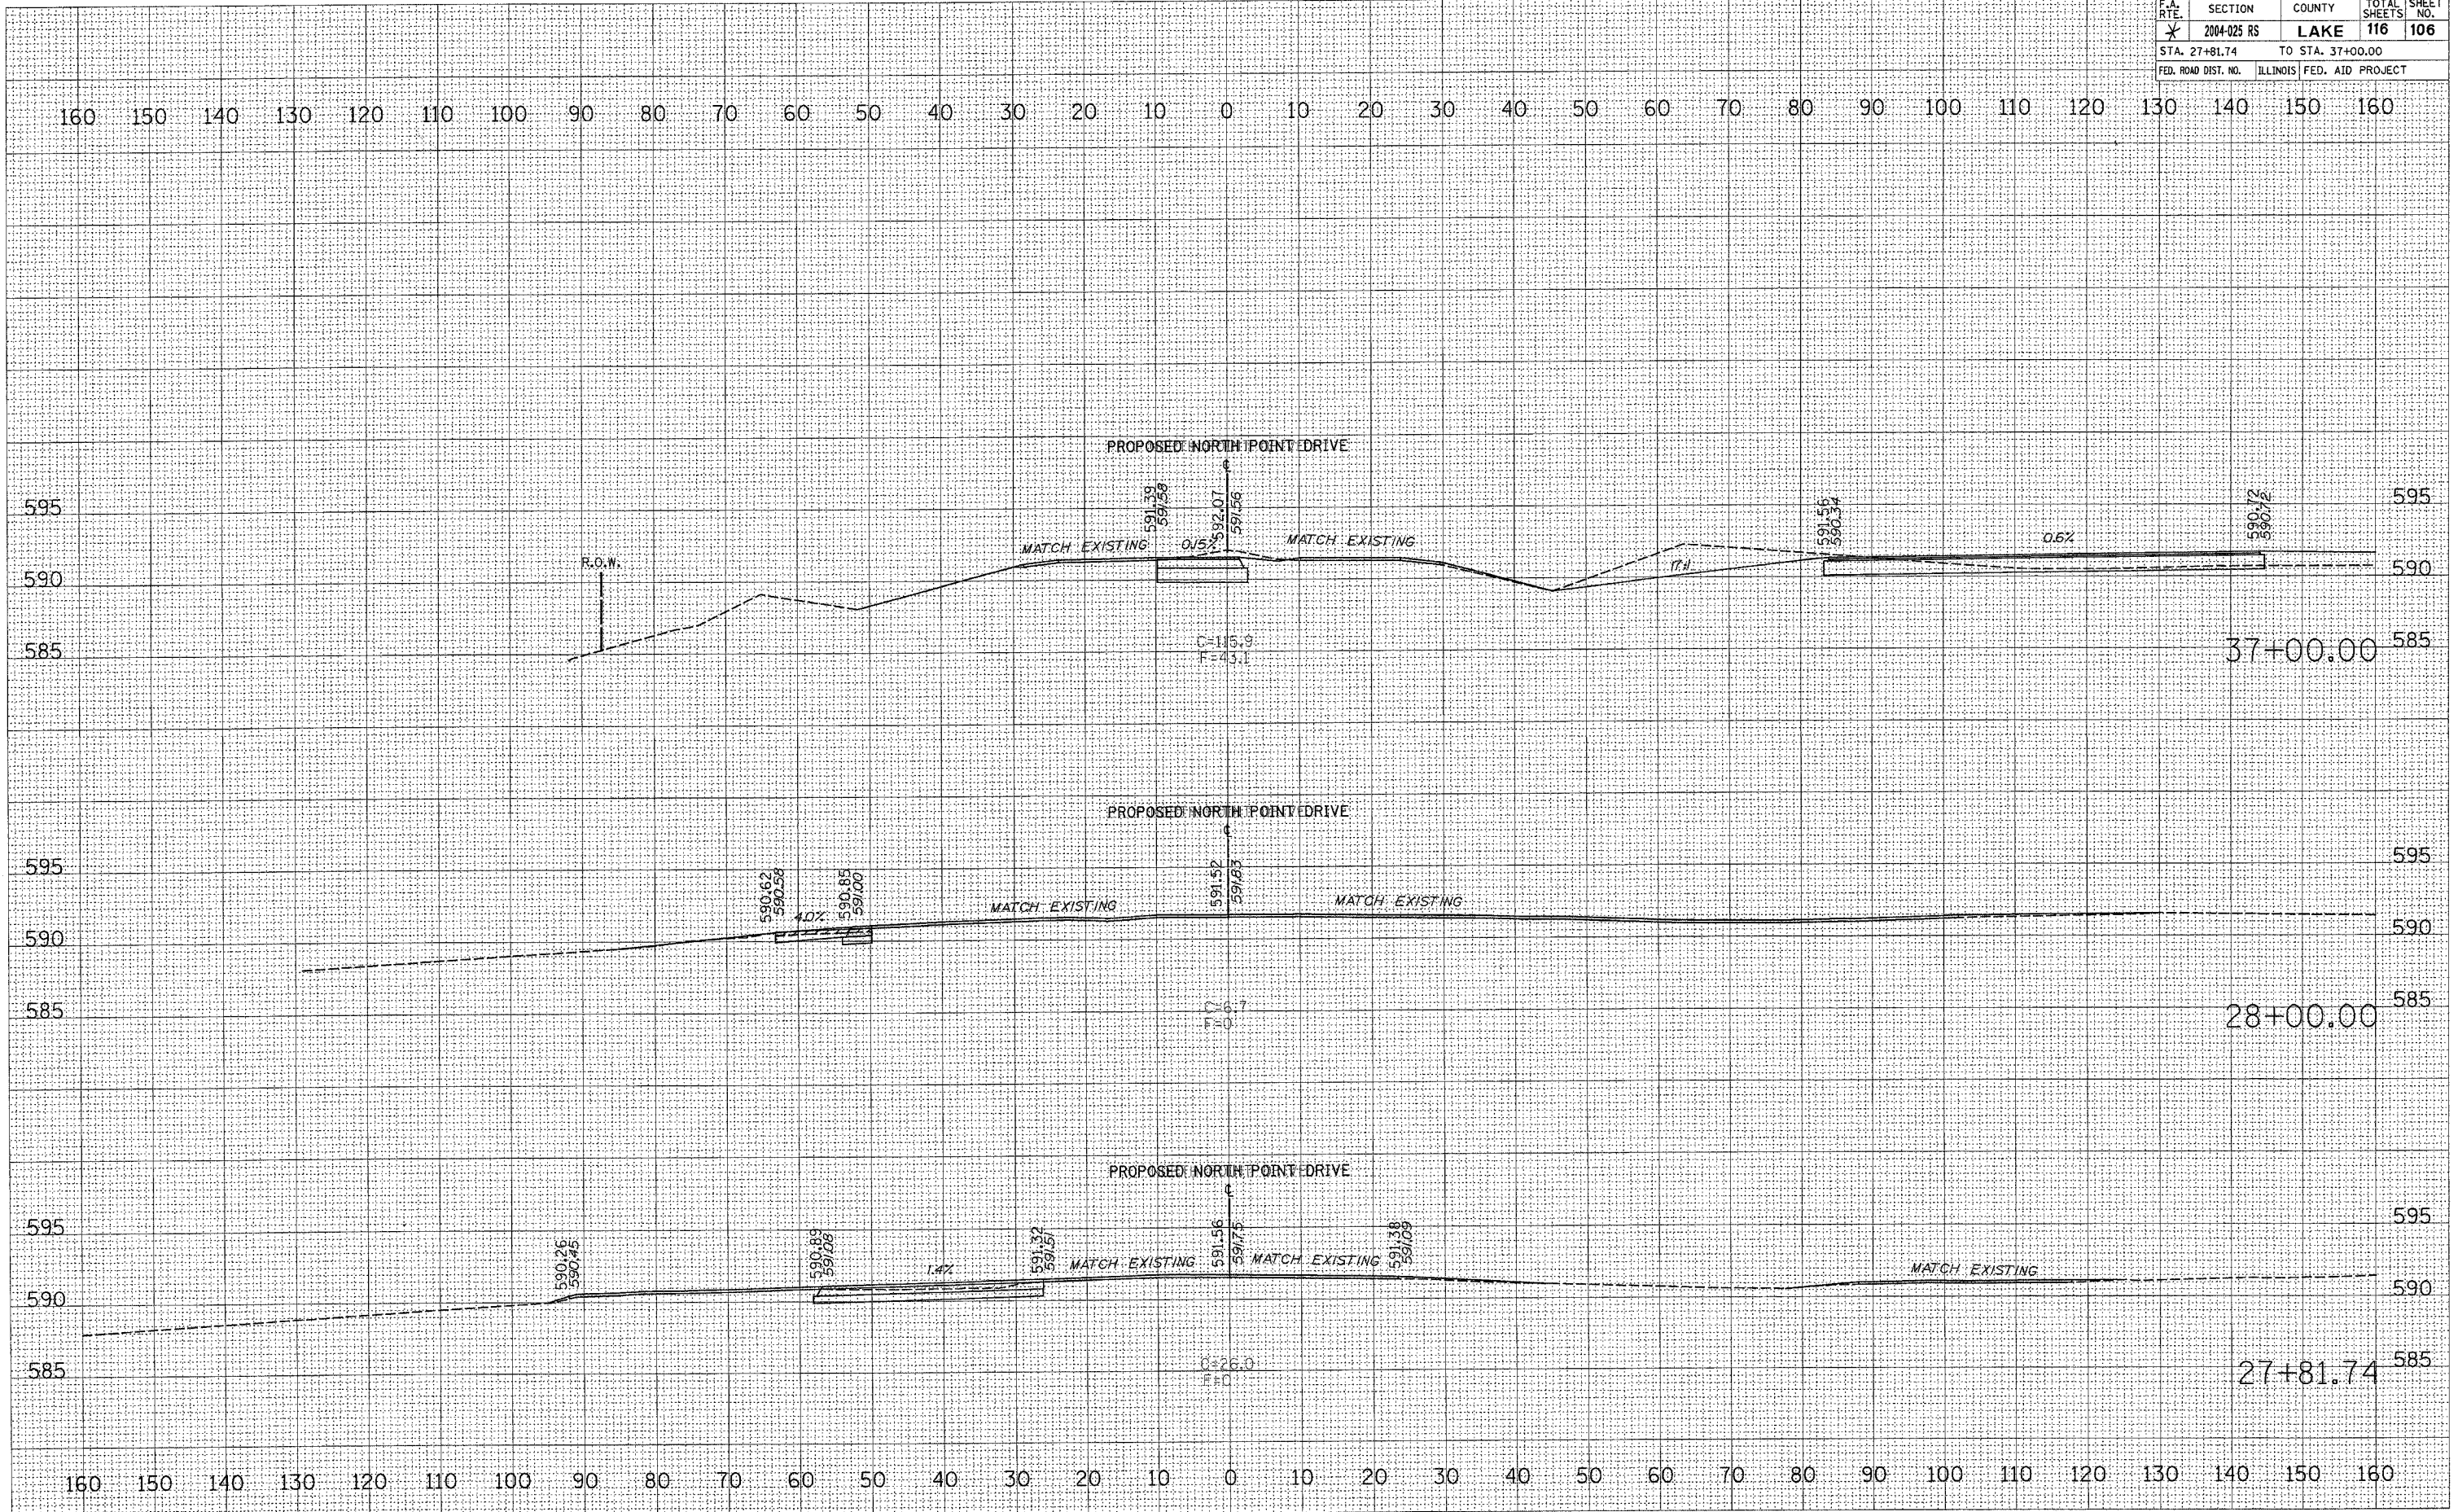 F.A. RTE. SECTION COUNTY TOTAL SHEETS SHEET NO.
2004-025 RS LAKE 116 106
STA. 27+81.74 TO STA. 37+00.00
FED. ROAD DIST. NO. ILLINOIS FED. AID PROJECT
160 150 140 130 120 110 100 90 80 70 60 50 40 30 20 10 0 10 20 30 40 50 60 70 80 90 100 110 120 130 140 150 160
PROPOSED NORTH POINT DRIVE
℄
595 591.39 591.58 592.07 591.56 591.56 590.34 590.72 590.72 595
MATCH EXISTING 0.15% MATCH EXISTING 0.6%
R.O.W.
590 590
C=115.9
F=43.1
585 37+00.00 585
PROPOSED NORTH POINT DRIVE
℄
595 590.62 590.58 590.85 591.00 591.52 591.83 595
4.0% MATCH EXISTING MATCH EXISTING
590 590
C=6.7
F=0
585 28+00.00 585
PROPOSED NORTH POINT DRIVE
℄
595 590.26 590.45 590.89 591.08 591.32 591.51 591.56 591.75 591.38 591.09 595
1.4% MATCH EXISTING MATCH EXISTING MATCH EXISTING
590 590
C=26.0
F=0
585 27+81.74 585
160 150 140 130 120 110 100 90 80 70 60 50 40 30 20 10 0 10 20 30 40 50 60 70 80 90 100 110 120 130 140 150 160